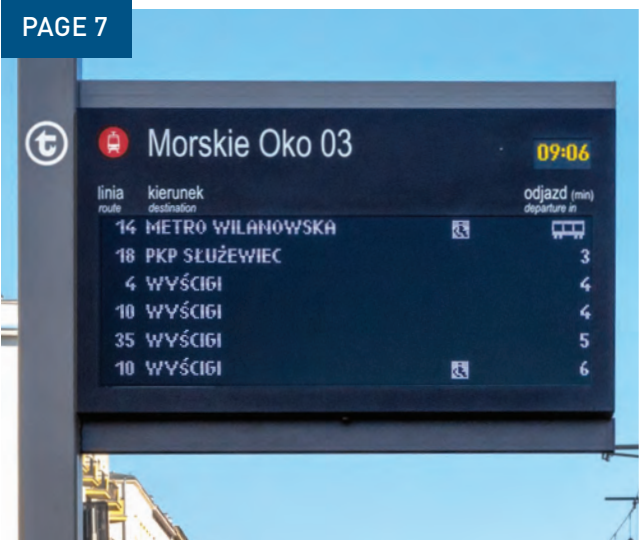 PAGE 7
Morskie Oko 03
09:06
linia kierunek odjazd (min)
route destination departure in
14 METRO WILANOWSKA
18 PKP SŁUŻEWIEC 3
4 WYŚCIGI 4
10 WYŚCIGI 4
35 WYŚCIGI 5
10 WYŚCIGI 6